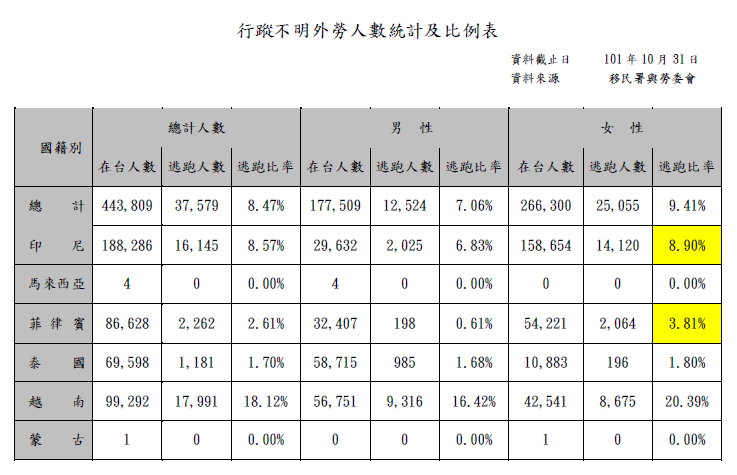 行蹤不明外勞人數統計及比例表
資料截止日 101 年 10 月 31 日
資料來源 移民署與勞委會
國籍別 總計人數 男 性 女 性
在台人數 逃跑人數 逃跑比率 在台人數 逃跑人數 逃跑比率 在台人數 逃跑人數 逃跑比率
總 計 443,809 37,579 8.47% 177,509 12,524 7.06% 266,300 25,055 9.41%
印 尼 188,286 16,145 8.57% 29,632 2,025 6.83% 158,654 14,120 8.90%
馬來西亞 4 0 0.00% 4 0 0.00% 0 0 0.00%
菲律賓 86,628 2,262 2.61% 32,407 198 0.61% 54,221 2,064 3.81%
泰 國 69,598 1,181 1.70% 58,715 985 1.68% 10,883 196 1.80%
越 南 99,292 17,991 18.12% 56,751 9,316 16.42% 42,541 8,675 20.39%
蒙 古 1 0 0.00% 0 0 0.00% 1 0 0.00%